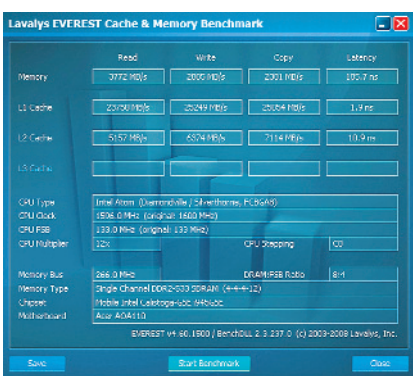 Lavalys EVEREST Cache & Memory Benchmark
Read Write Copy Latency
Memory 3772 MB/s 2005 MB/s 2301 MB/s 105.7 ns
L1 Cache 23750 MB/s 25249 MB/s 25054 MB/s 1.9 ns
L2 Cache 5157 MB/s 6374 MB/s 7114 MB/s 10.9 ns
L3 Cache
CPU Type Intel Atom (Diamondville / Silverthorne, FCBGA8)
CPU Clock 1596.0 MHz (original: 1600 MHz)
CPU FSB 133.0 MHz (original: 133 MHz)
CPU Multiplier 12x CPU Stepping C0
Memory Bus 266.0 MHz DRAM:FSB Ratio 8:4
Memory Type Single Channel DDR2-533 SDRAM (4-4-4-12)
Chipset Mobile Intel Calistoga-GSE i945GSE
Motherboard Acer AOA110
EVEREST v4.60.1500 / BenchDLL 2.3.237.0 (c) 2003-2008 Lavalys, Inc.
Save Start Benchmark Close